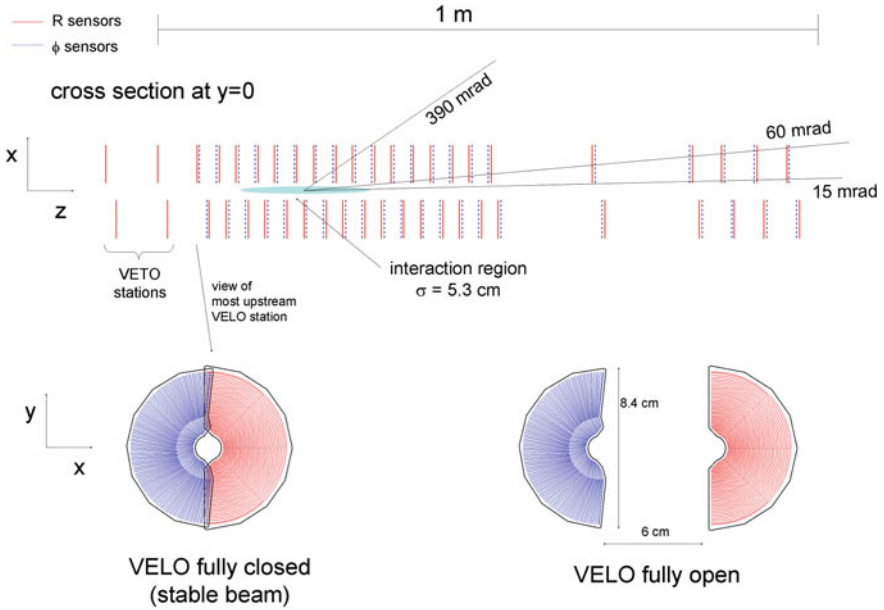 R sensors
ϕ sensors
1 m
cross section at y=0
390 mrad
60 mrad
15 mrad
x
z
VETO
stations
view of
most upstream
VELO station
interaction region
σ = 5.3 cm
y
x
8.4 cm
6 cm
VELO fully closed
(stable beam)
VELO fully open